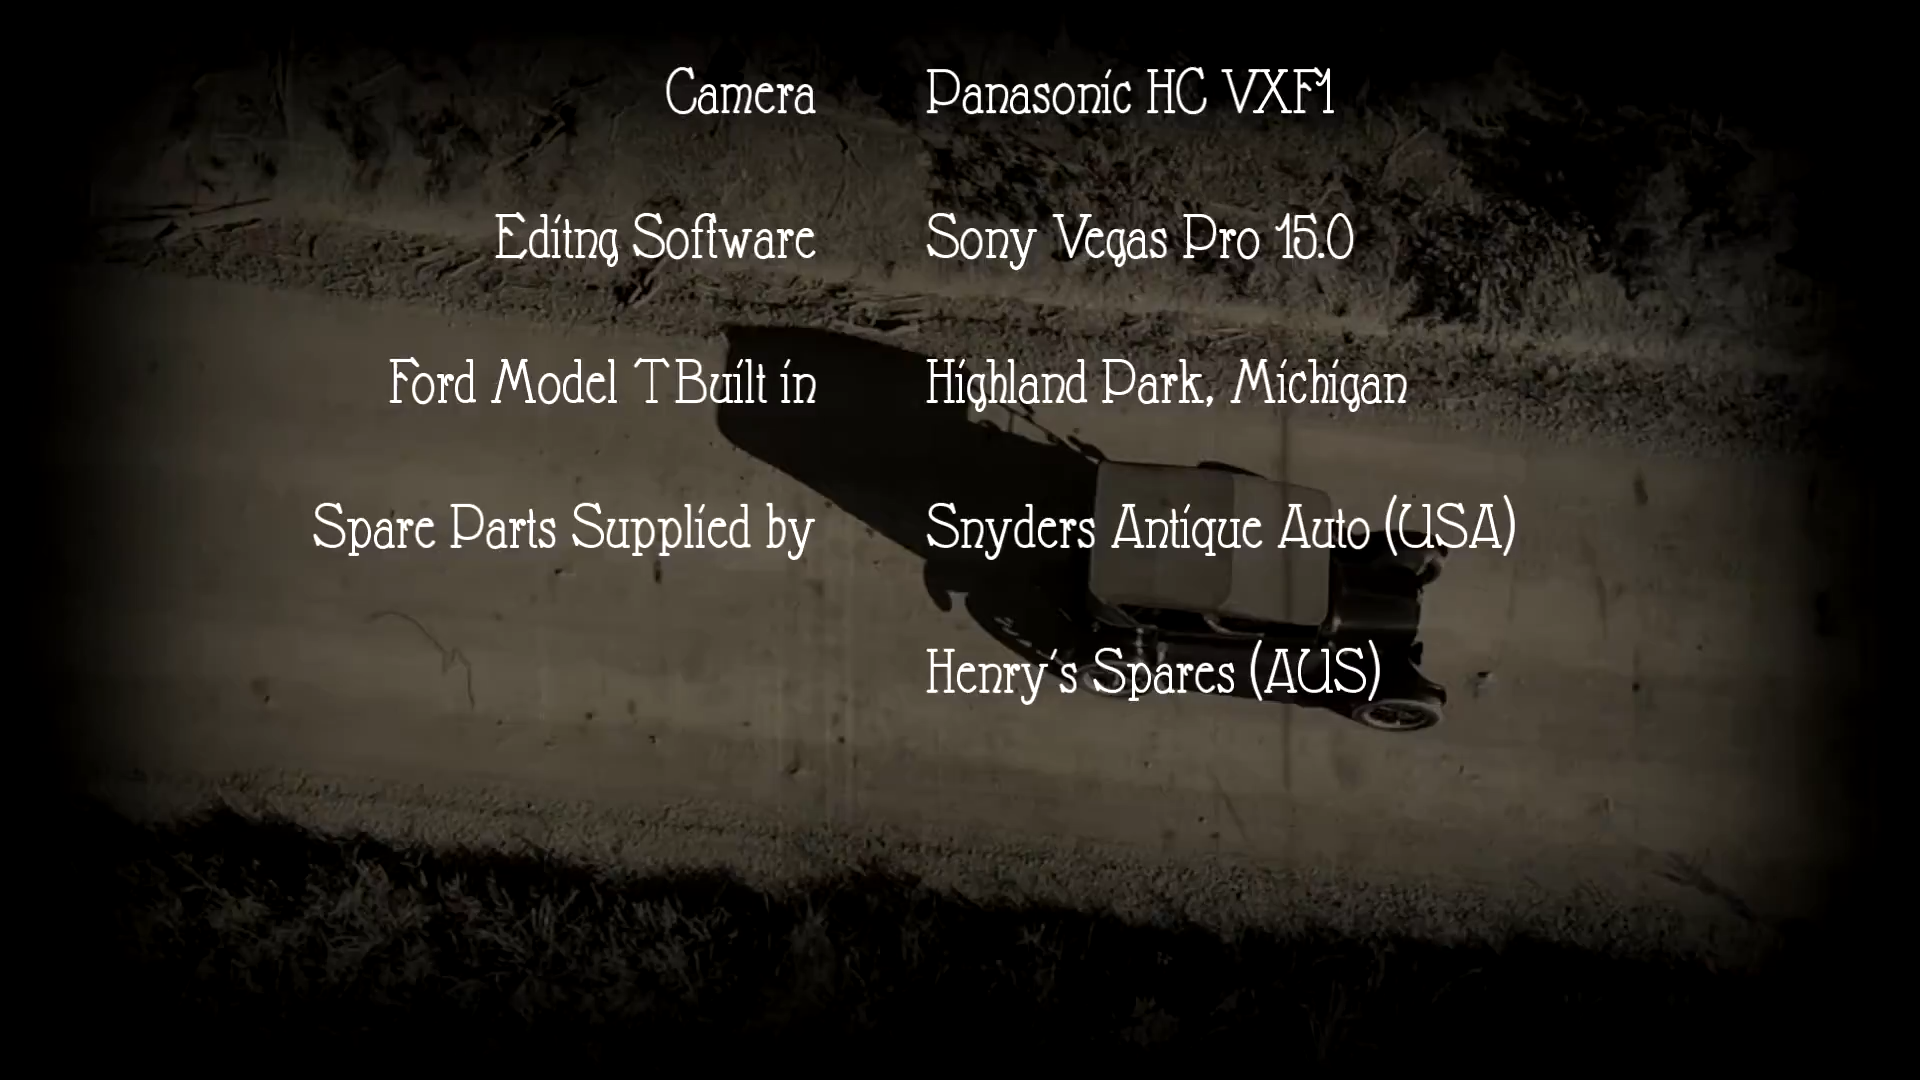 Camera Panasonic HC VXF1
Editng Software Sony Vegas Pro 15.0
Ford Model T Built in Highland Park, Michigan
Spare Parts Supplied by Snyders Antique Auto (USA)
Henry's Spares (AUS)